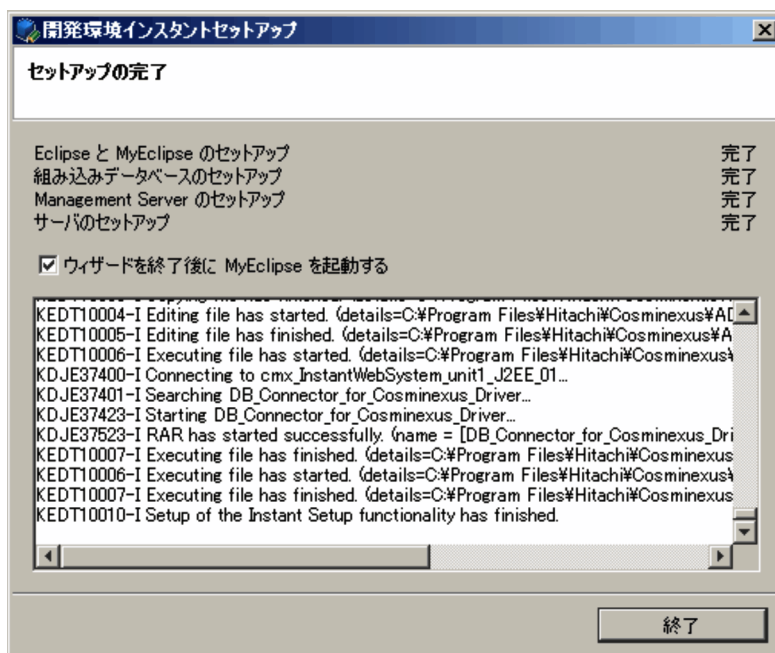 開発環境インスタントセットアップ
セットアップの完了
Eclipse と MyEclipse のセットアップ 完了
組み込みデータベースのセットアップ 完了
Management Server のセットアップ 完了
サーバのセットアップ 完了
ウィザードを終了後に MyEclipse を起動する
KEDT10004-I Editing file has started. (details=C:¥Program Files¥Hitachi¥Cosminexus¥AD
KEDT10005-I Editing file has finished. (details=C:¥Program Files¥Hitachi¥Cosminexus¥A
KEDT10006-I Executing file has started. (details=C:¥Program Files¥Hitachi¥Cosminexus¥
KDJE37400-I Connecting to cmx_InstantWebSystem_unit1_J2EE_01...
KDJE37401-I Searching DB_Connector_for_Cosminexus_Driver...
KDJE37423-I Starting DB_Connector_for_Cosminexus_Driver...
KDJE37523-I RAR has started successfully. (name = [DB_Connector_for_Cosminexus_Dri
KEDT10007-I Executing file has finished. (details=C:¥Program Files¥Hitachi¥Cosminexus
KEDT10006-I Executing file has started. (details=C:¥Program Files¥Hitachi¥Cosminexus¥
KEDT10007-I Executing file has finished. (details=C:¥Program Files¥Hitachi¥Cosminexus
KEDT10010-I Setup of the Instant Setup functionality has finished.
終了